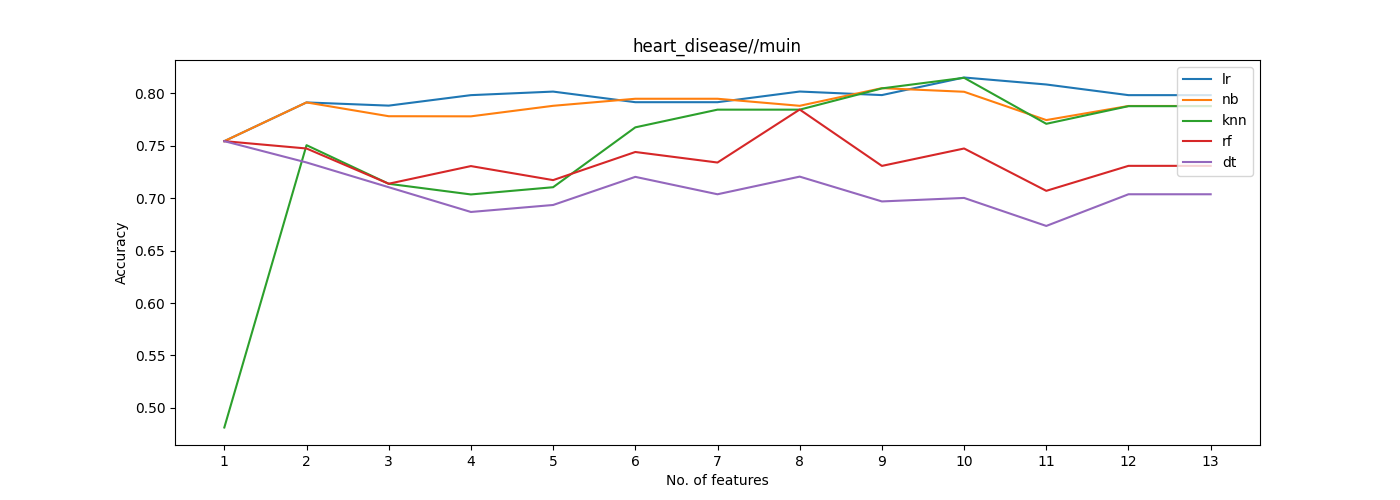 heart_disease//muin
lr
nb
knn
rf
dt
0.80
0.75
0.70
0.65
0.60
0.55
0.50
Accuracy
1 2 3 4 5 6 7 8 9 10 11 12 13
No. of features